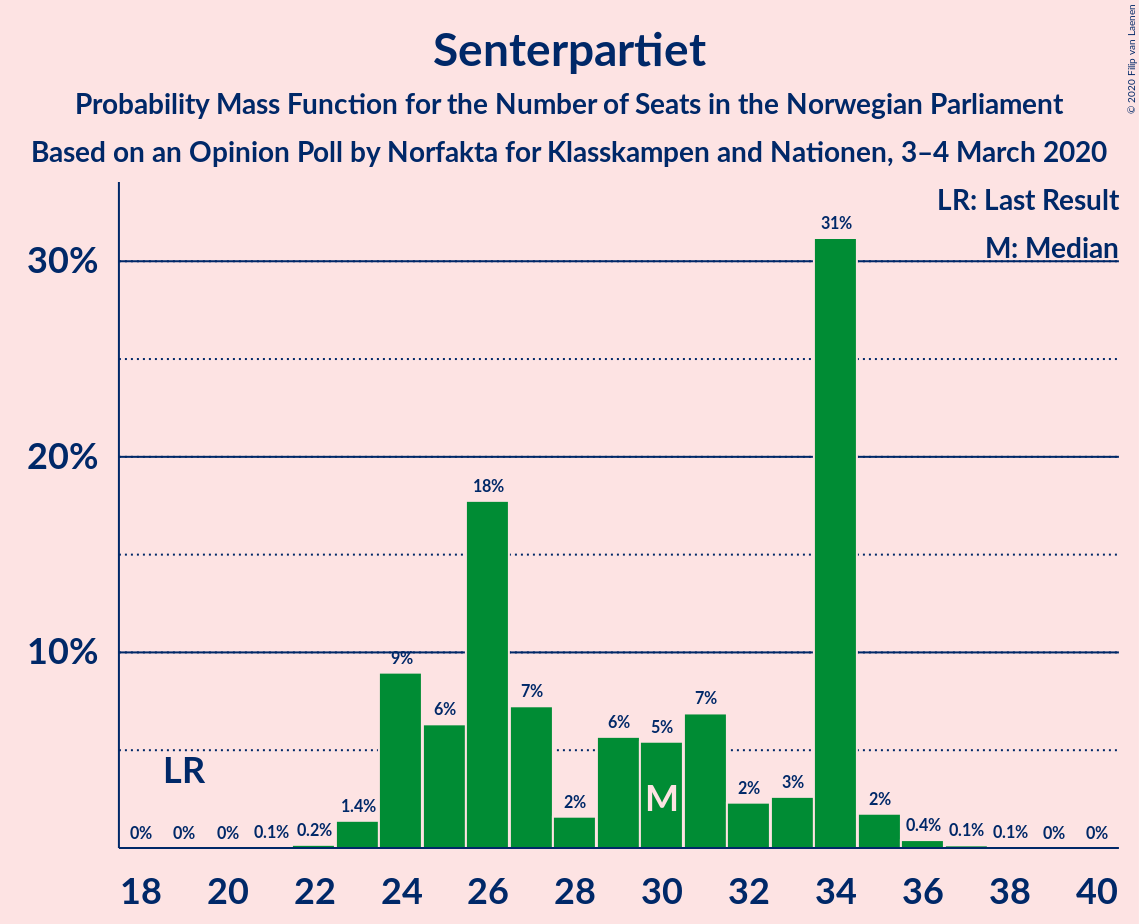 Senterpartiet
Probability Mass Function for the Number of Seats in the Norwegian Parliament
Based on an Opinion Poll by Norfakta for Klasskampen and Nationen, 3–4 March 2020
© 2020 Filip van Laenen
LR: Last Result
M: Median
30%
20%
10%
LR
M
0% 0% 0% 0.1% 0.2% 1.4% 9% 6% 18% 7% 2% 6% 5% 7% 2% 3% 31% 2% 0.4% 0.1% 0.1% 0% 0%
18 20 22 24 26 28 30 32 34 36 38 40